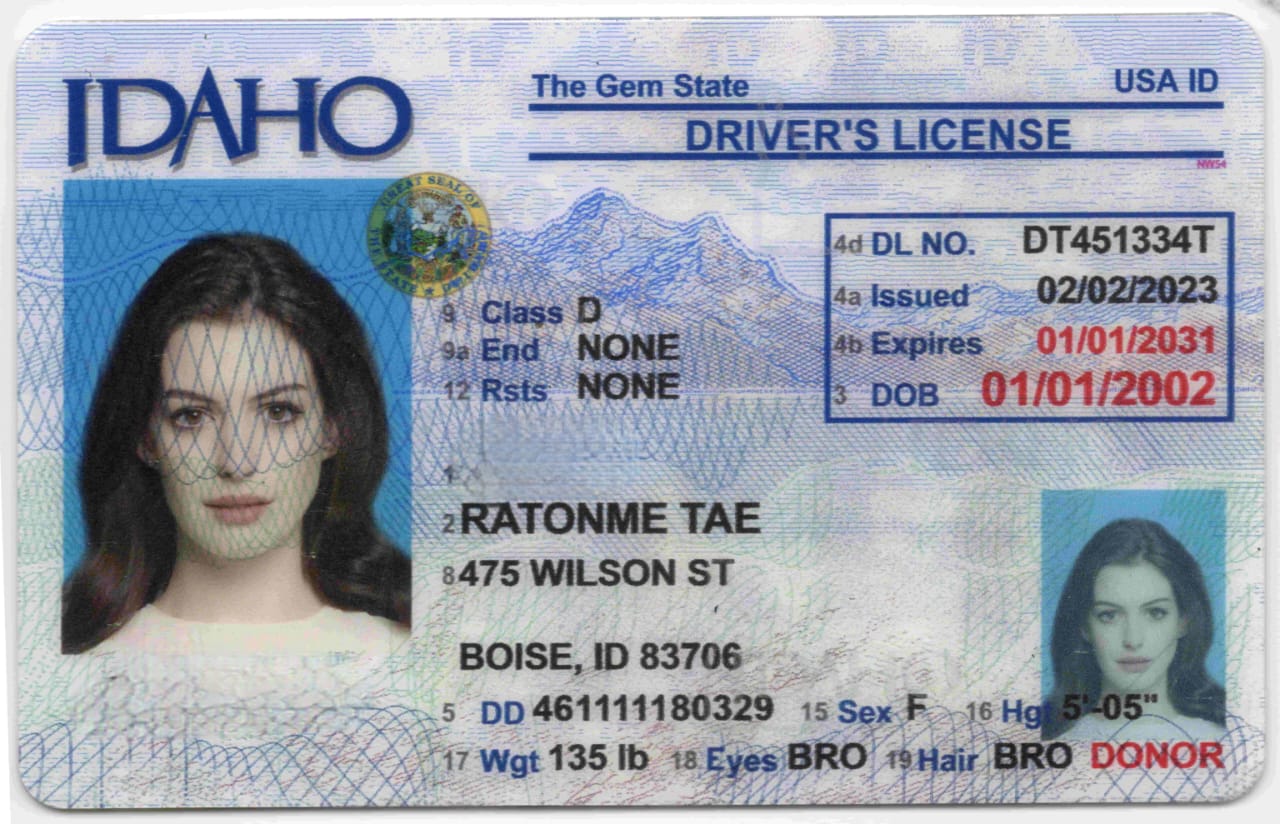 IDAHO
The Gem State USA ID
DRIVER'S LICENSE
NW54
GREAT SEAL OF THE STATE
4d DL NO. DT451334T
4a Issued 02/02/2023
4b Expires 01/01/2031
3 DOB 01/01/2002
9 Class D
9a End NONE
12 Rsts NONE
1
2 RATONME TAE
8 475 WILSON ST
BOISE, ID 83706
5 DD 461111180329 15 Sex F 16 Hgt 5'-05"
17 Wgt 135 lb 18 Eyes BRO 19 Hair BRO DONOR